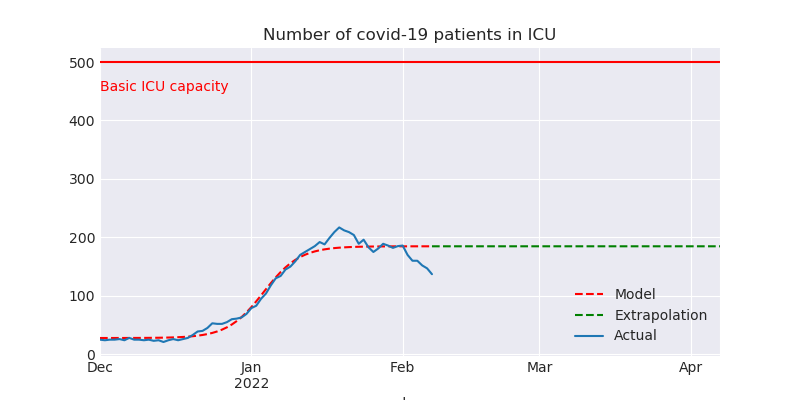 Number of covid-19 patients in ICU
500
Basic ICU capacity
400
300
200
100
0
Model
Extrapolation
Actual
Dec
Jan
Feb
Mar
Apr
2022